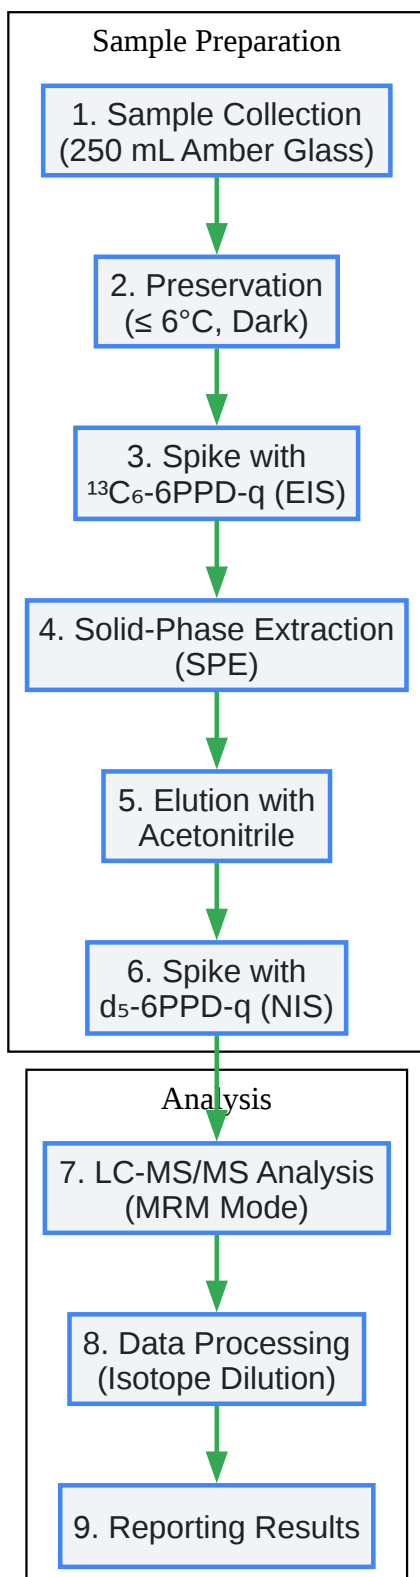 Sample Preparation
1. Sample Collection
(250 mL Amber Glass)
2. Preservation
(≤ 6°C, Dark)
3. Spike with
¹³C₆-6PPD-q (EIS)
4. Solid-Phase Extraction
(SPE)
5. Elution with
Acetonitrile
6. Spike with
d₅-6PPD-q (NIS)
Analysis
7. LC-MS/MS Analysis
(MRM Mode)
8. Data Processing
(Isotope Dilution)
9. Reporting Results